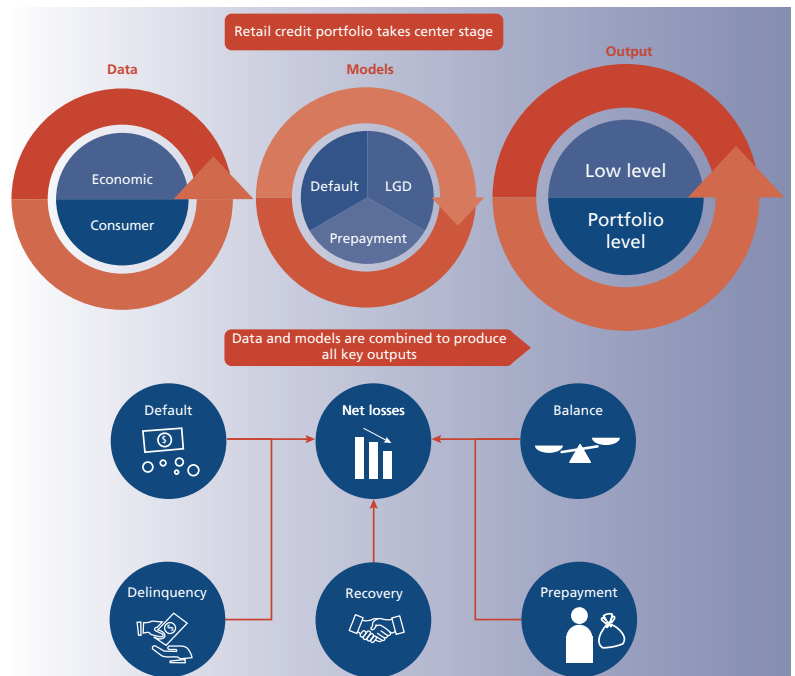 Retail credit portfolio takes center stage
Data
Models
Output
Economic
Consumer
Default
LGD
Prepayment
Low level
Portfolio
level
Data and models are combined to produce
all key outputs
Default
$
Net losses
Balance
Delinquency
$
Recovery
Prepayment